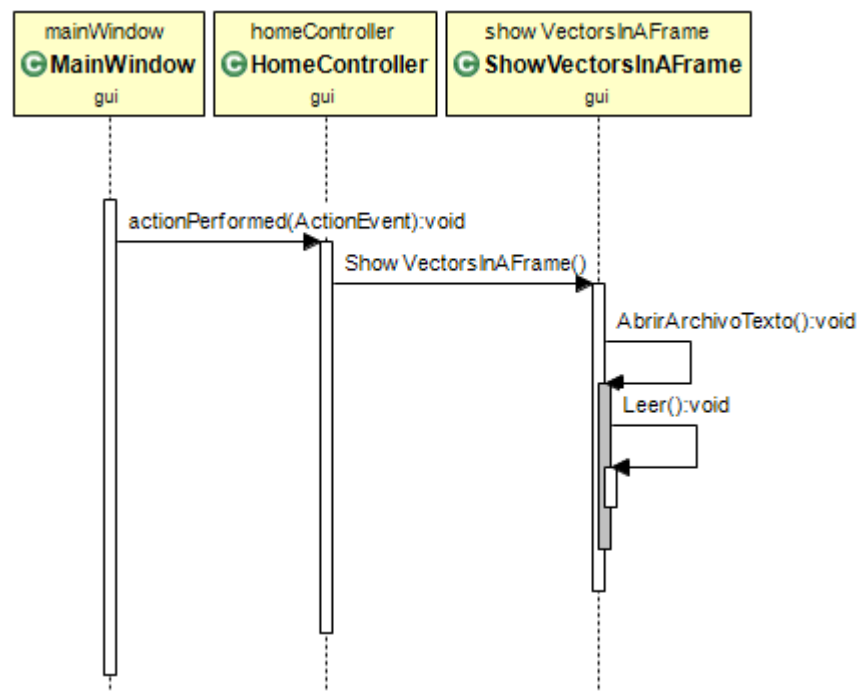 mainWindow
C MainWindow
gui
homeController
C HomeController
gui
show VectorsInAFrame
C ShowVectorsInAFrame
gui
actionPerformed(ActionEvent):void
Show VectorsInAFrame()
AbrirArchivoTexto():void
Leer():void